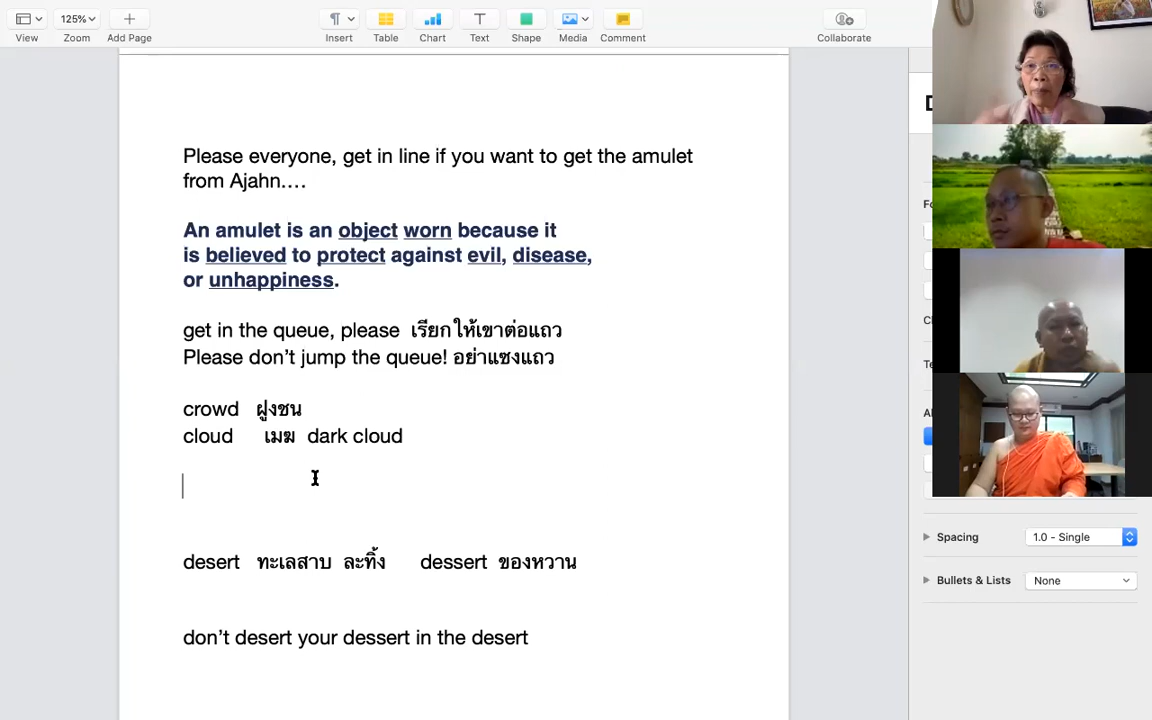 125%
View
Zoom
Add Page
Insert
Table
Chart
Text
Shape
Media
Comment
Collaborate
Please everyone, get in line if you want to get the amulet
from Ajahn....
An amulet is an object worn because it
is believed to protect against evil, disease,
or unhappiness.
get in the queue, please เรียกให้เขาต่อแถว
Please don't jump the queue! อย่าแซงแถว
crowd ฝูงชน
cloud เมฆ dark cloud
desert ทะเลสาบ ละทิ้ง dessert ของหวาน
don't desert your dessert in the desert
Spacing
1.0 - Single
Bullets & Lists
None